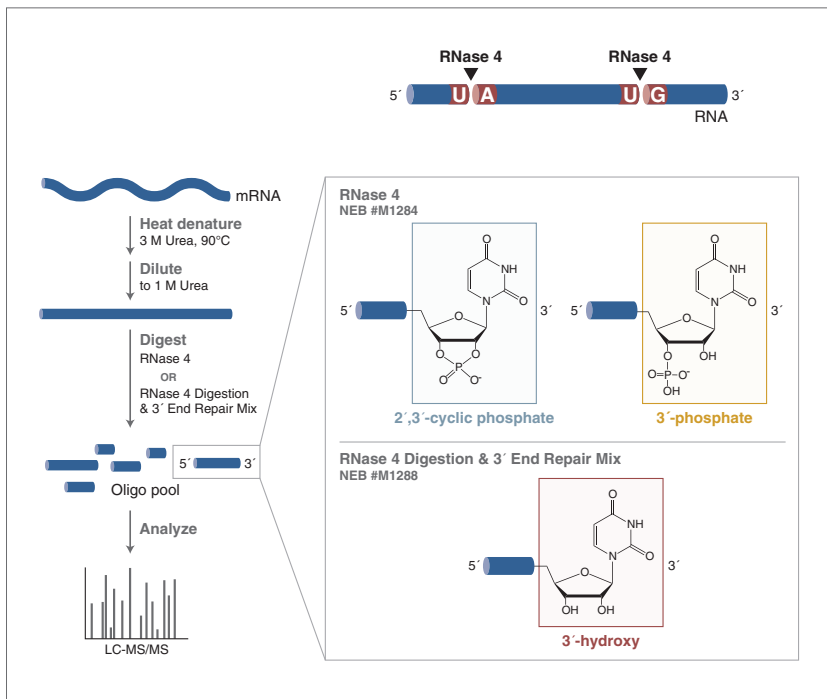 RNase 4
RNase 4
5´
U
A
U
G
3´
RNA
mRNA
Heat denature
3 M Urea, 90°C
Dilute
to 1 M Urea
Digest
RNase 4
OR
RNase 4 Digestion
& 3´ End Repair Mix
5´
3´
Oligo pool
Analyze
LC-MS/MS
RNase 4
NEB #M1284
O
NH
N
O
5´
O
3´
O
O
P
O
O-
2´,3´-cyclic phosphate
O
NH
N
O
5´
O
3´
O
OH
O=P-O-
OH
3´-phosphate
RNase 4 Digestion & 3´ End Repair Mix
NEB #M1288
O
NH
N
O
5´
O
3´
OH
OH
3´-hydroxy